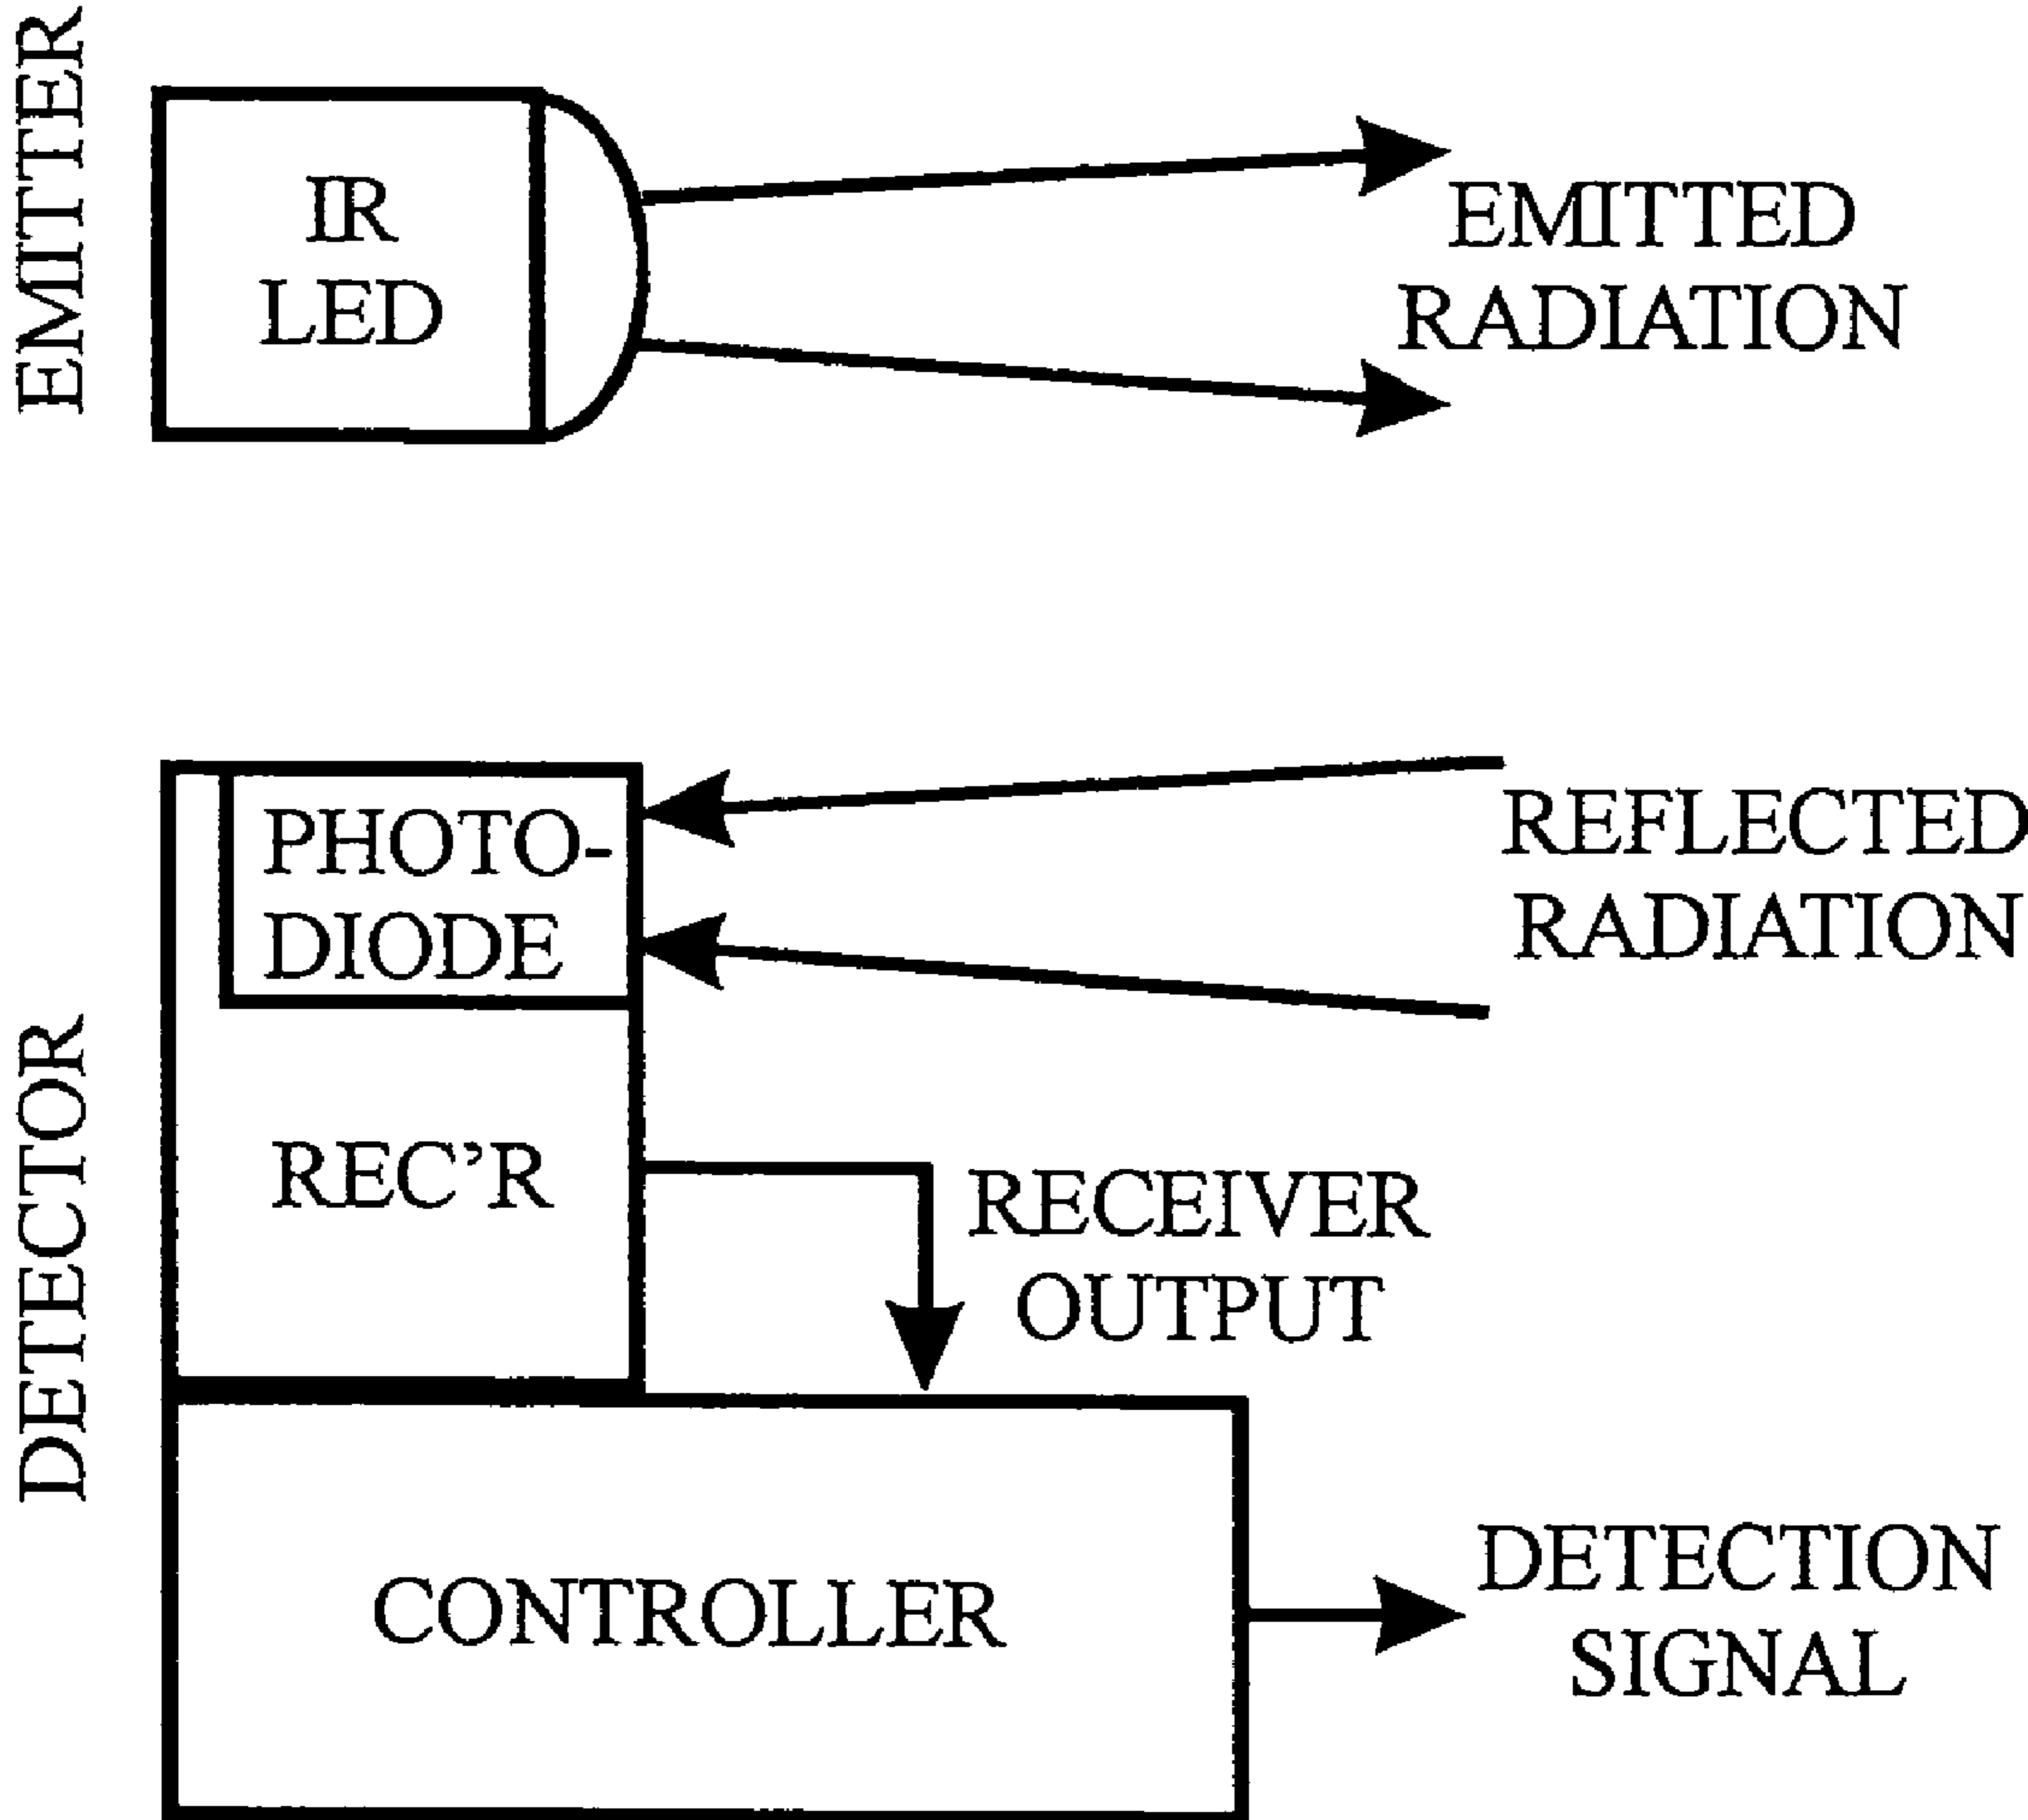 EMITTER
IR
LED
EMITTED
RADIATION
DETECTOR
PHOTO-
DIODE
REFLECTED
RADIATION
REC’R
RECEIVER
OUTPUT
CONTROLLER
DETECTION
SIGNAL